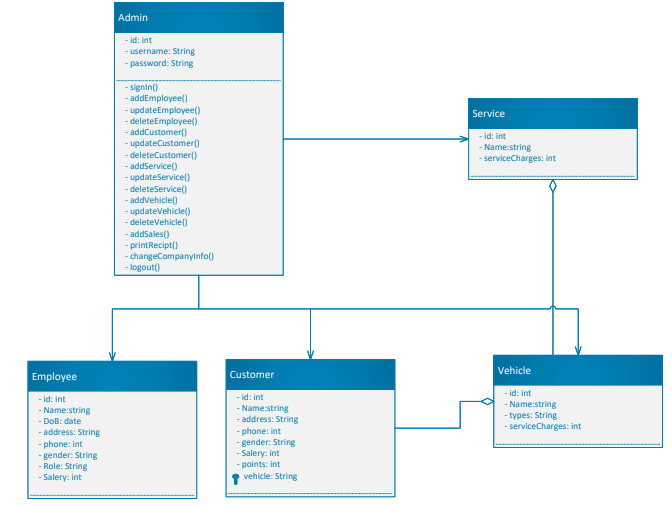 Admin
- id: int
- username: String
- password: String
- signIn()
- addEmployee()
- updateEmployee()
- deleteEmployee()
- addCustomer()
- updateCustomer()
- deleteCustomer()
- addService()
- updateService()
- deleteService()
- addVehicle()
- updateVehicle()
- deleteVehicle()
- addSales()
- printRecipt()
- changeCompanyInfo()
- logout()
Service
- id: int
- Name:string
- serviceCharges: int
Employee
- id: int
- Name:string
- DoB: date
- address: String
- phone: int
- gender: String
- Role: String
- Salery: int
Customer
- id: int
- Name:string
- address: String
- phone: int
- gender: String
- Salery: int
- points: int
vehicle: String
Vehicle
- id: int
- Name:string
- types: String
- serviceCharges: int